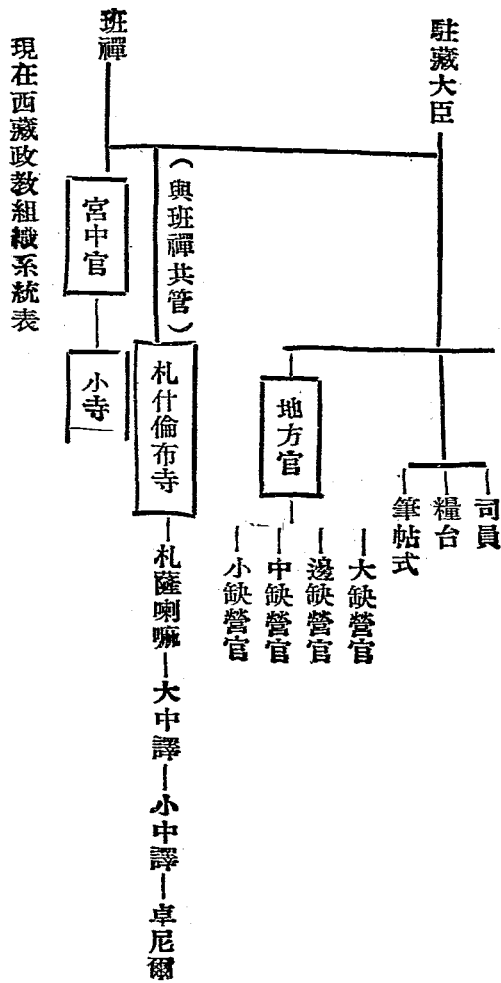 駐藏大臣
司員
糧台
筆帖式
地方官
大缺營官
邊缺營官
中缺營官
小缺營官
（與班禪共管）
札什倫布寺
札薩喇嘛
大中譯
小中譯
卓尼爾
班禪
宮中官
小寺
現在西藏政教組織系統表